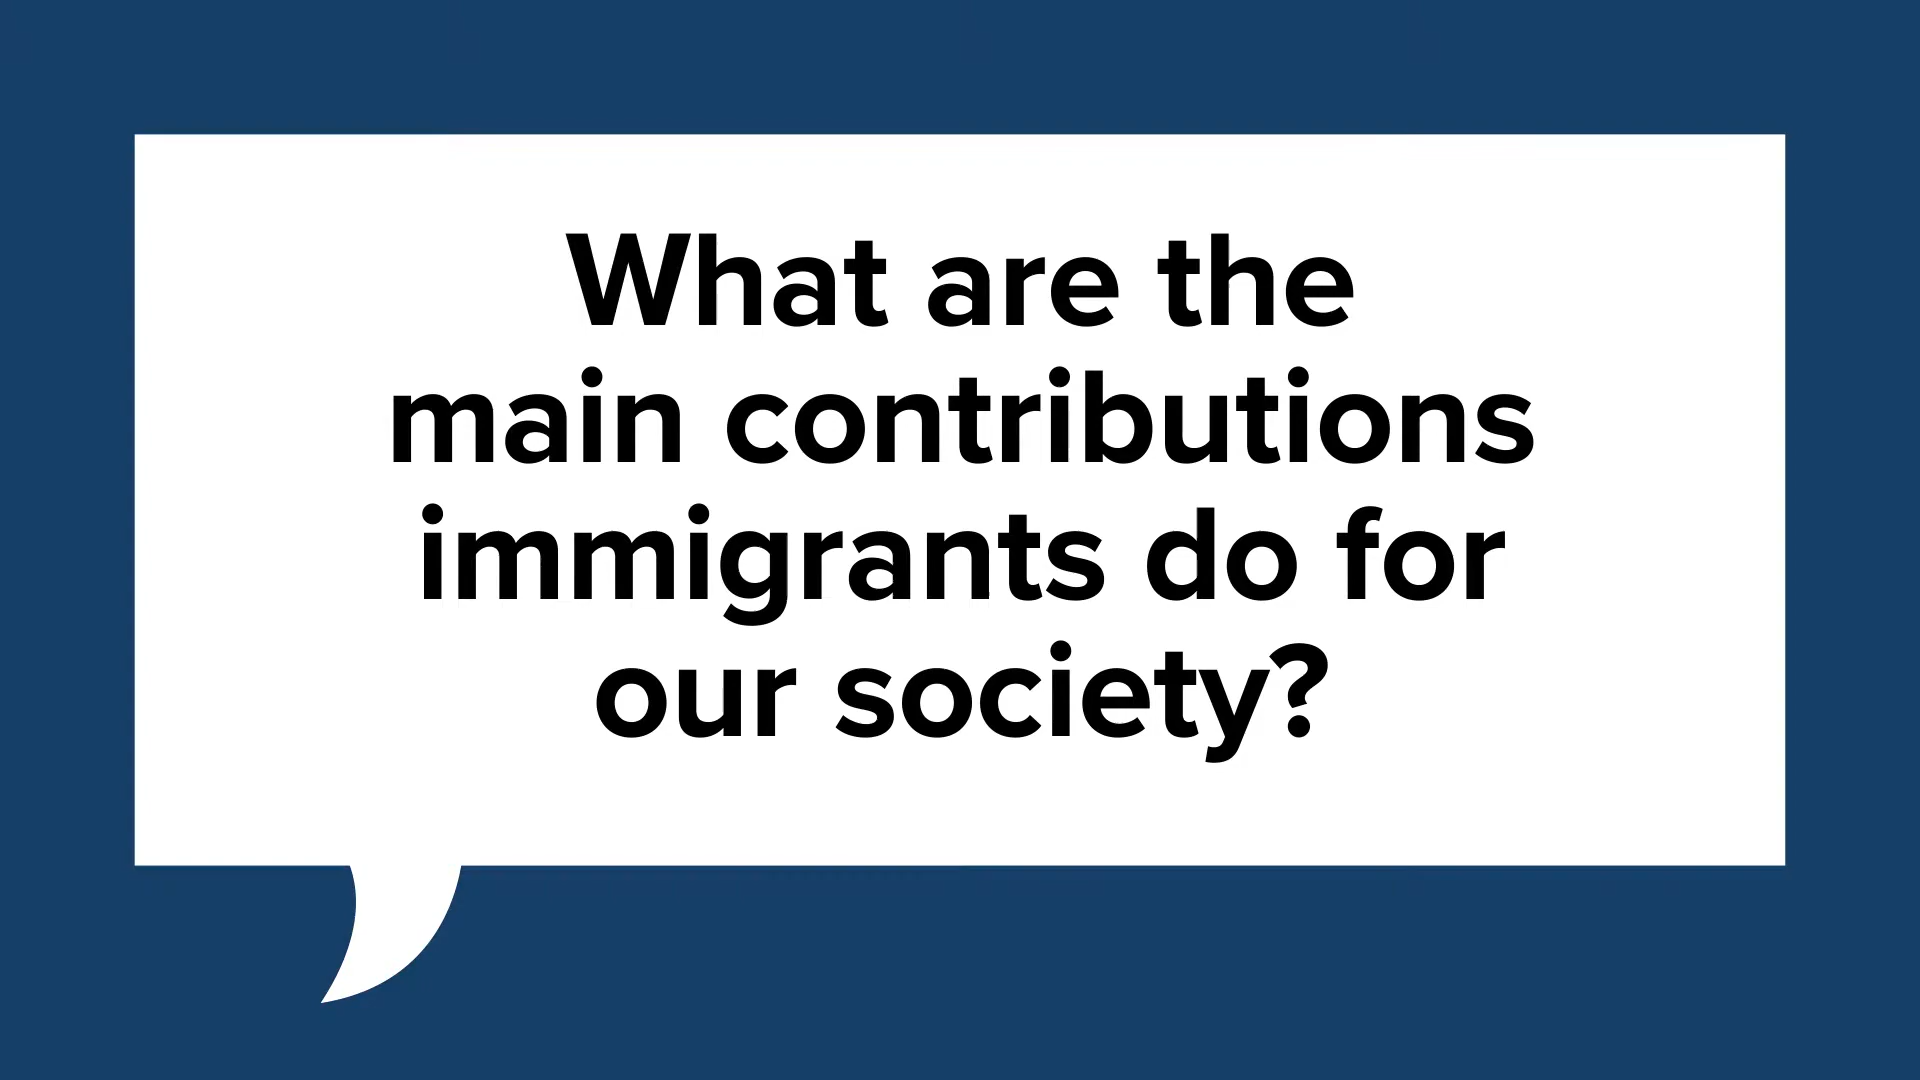 What are the
main contributions
immigrants do for
our society?